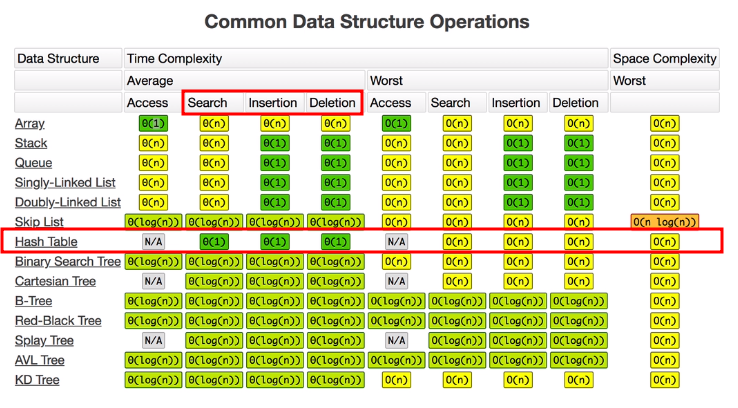 Common Data Structure Operations
Data Structure Time Complexity Space Complexity
Average Worst Worst
Access Search Insertion Deletion Access Search Insertion Deletion
Array Θ(1) Θ(n) Θ(n) Θ(n) O(1) O(n) O(n) O(n) O(n)
Stack Θ(n) Θ(n) Θ(1) Θ(1) O(n) O(n) O(1) O(1) O(n)
Queue Θ(n) Θ(n) Θ(1) Θ(1) O(n) O(n) O(1) O(1) O(n)
Singly-Linked List Θ(n) Θ(n) Θ(1) Θ(1) O(n) O(n) O(1) O(1) O(n)
Doubly-Linked List Θ(n) Θ(n) Θ(1) Θ(1) O(n) O(n) O(1) O(1) O(n)
Skip List Θ(log(n)) Θ(log(n)) Θ(log(n)) Θ(log(n)) O(n) O(n) O(n) O(n) O(n log(n))
Hash Table N/A Θ(1) Θ(1) Θ(1) N/A O(n) O(n) O(n) O(n)
Binary Search Tree Θ(log(n)) Θ(log(n)) Θ(log(n)) Θ(log(n)) O(n) O(n) O(n) O(n) O(n)
Cartesian Tree N/A Θ(log(n)) Θ(log(n)) Θ(log(n)) N/A O(n) O(n) O(n) O(n)
B-Tree Θ(log(n)) Θ(log(n)) Θ(log(n)) Θ(log(n)) O(log(n)) O(log(n)) O(log(n)) O(log(n)) O(n)
Red-Black Tree Θ(log(n)) Θ(log(n)) Θ(log(n)) Θ(log(n)) O(log(n)) O(log(n)) O(log(n)) O(log(n)) O(n)
Splay Tree N/A Θ(log(n)) Θ(log(n)) Θ(log(n)) N/A O(log(n)) O(log(n)) O(log(n)) O(n)
AVL Tree Θ(log(n)) Θ(log(n)) Θ(log(n)) Θ(log(n)) O(log(n)) O(log(n)) O(log(n)) O(log(n)) O(n)
KD Tree Θ(log(n)) Θ(log(n)) Θ(log(n)) Θ(log(n)) O(n) O(n) O(n) O(n) O(n)